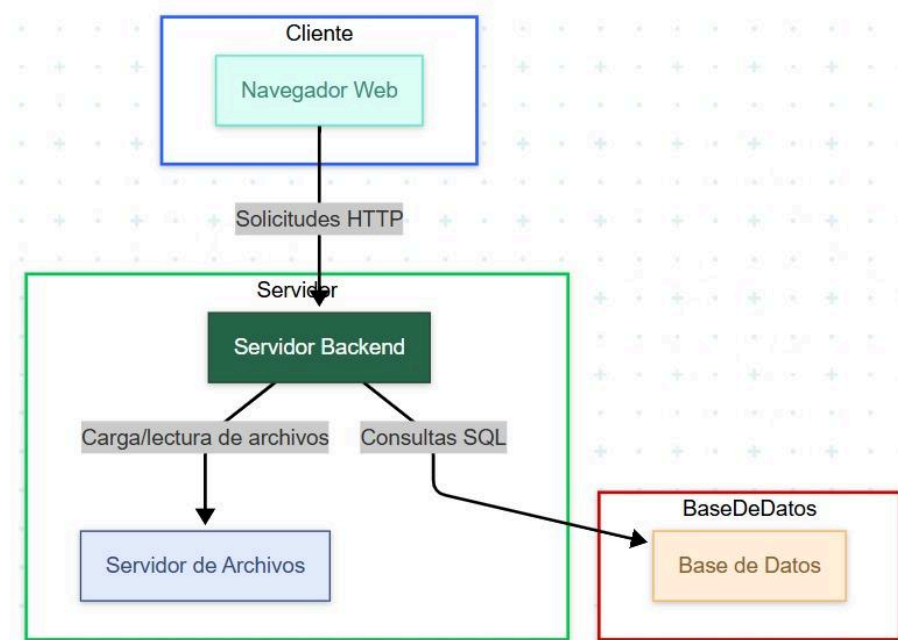 Cliente
Navegador Web
Solicitudes HTTP
Servidor
Servidor Backend
Carga/lectura de archivos
Consultas SQL
BaseDeDatos
Servidor de Archivos
Base de Datos